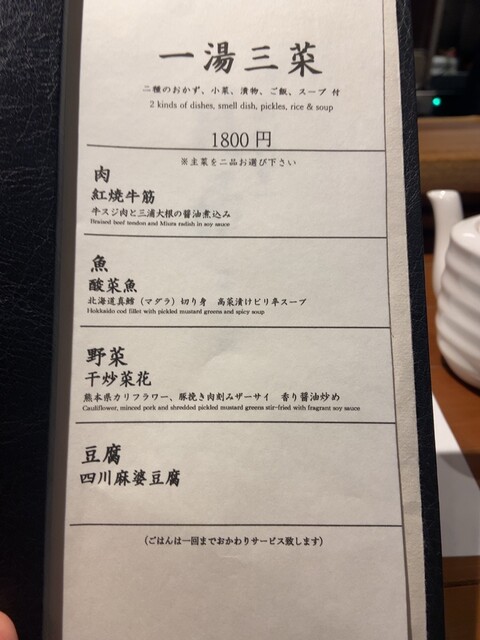 一湯三菜
二種のおかず、小菜、漬物、ご飯、スープ 付
2 kinds of dishes, smell dish, pickles, rice & soup
1800 円
※主菜を二品お選び下さい
肉
紅焼牛筋
牛スジ肉と三浦大根の醤油煮込み
Braised beef tendon and Miura radish in soy sauce
魚
酸菜魚
北海道真鱈（マダラ）切り身　高菜漬けピリ辛スープ
Hokkaido cod fillet with pickled mustard greens and spicy soup
野菜
干炒菜花
熊本県カリフラワー、豚挽き肉刻みザーサイ　香り醤油炒め
Cauliflower, minced pork and shredded pickled mustard greens stir-fried with fragrant soy sauce
豆腐
四川麻婆豆腐
（ごはんは一回までおかわりサービス致します）